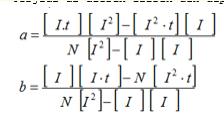 a = [ I.t ] [ I² ] − [ I² · t ] [ I ]
N [I²] − [ I ] [ I ]
b = [ I ] [ I·t ] − N [ I² · t ]
N [I²] − [ I ] [ I ]